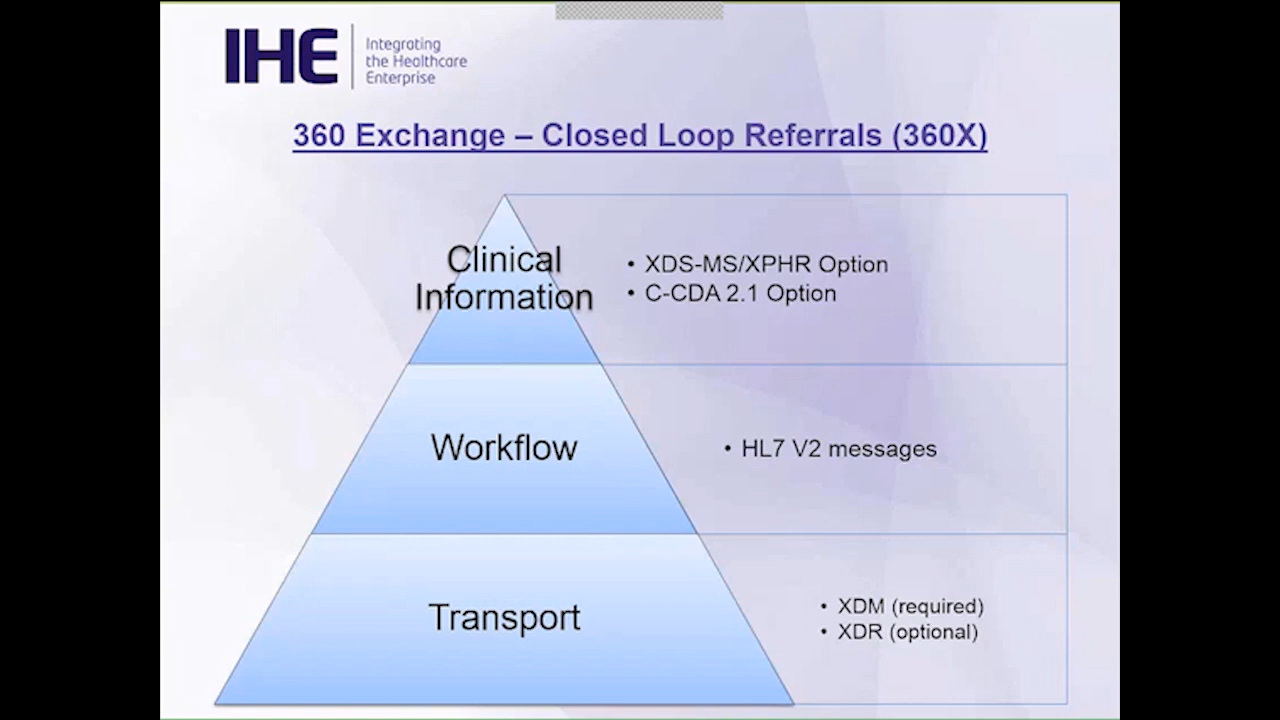 IHE
Integrating
the Healthcare
Enterprise
360 Exchange – Closed Loop Referrals (360X)
Clinical
Information
• XDS-MS/XPHR Option
• C-CDA 2.1 Option
Workflow
• HL7 V2 messages
Transport
• XDM (required)
• XDR (optional)